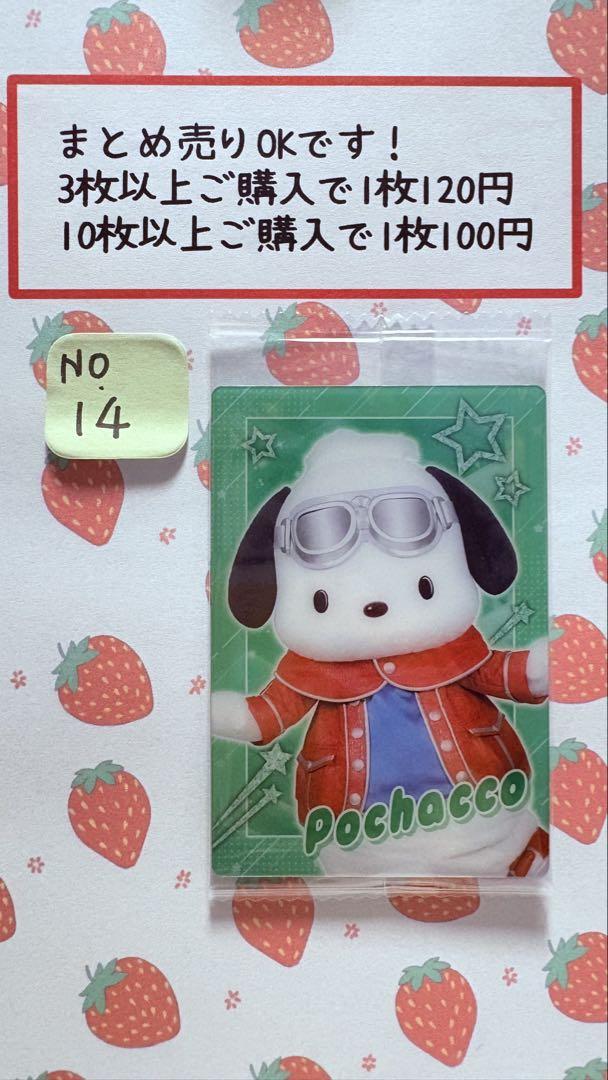 まとめ売りOKです！
3枚以上ご購入で1枚120円
10枚以上ご購入で1枚100円
NO.
14
Pochacco